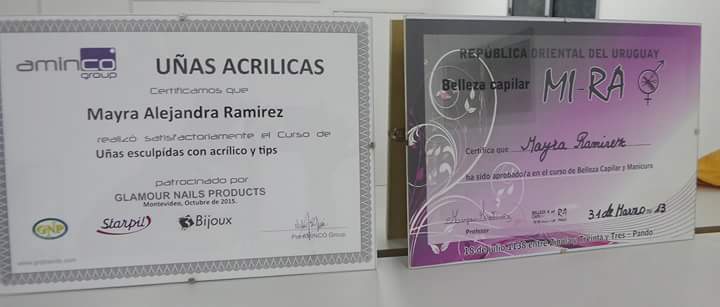 aminco
group
UÑAS ACRILICAS
Certificamos que
Mayra Alejandra Ramirez
realizó satisfactoriamente el Curso de
Uñas esculpidas con acrílico y tips
patrocinado por
GLAMOUR NAILS PRODUCTS
Montevideo, Octubre de 2015.
GNP
Starpil
Bijoux
Por AMINCO Group
REPÚBLICA ORIENTAL DEL URUGUAY
Belleza capilar
MI-RA
Certifica que Mayra Ramirez
ha sido aprobado/a en el curso de Belleza Capilar y Manicura
31 de Marzo 13
Profesor
18 de julio 1138 entre Zorrilla y Treinta y Tres - Pando